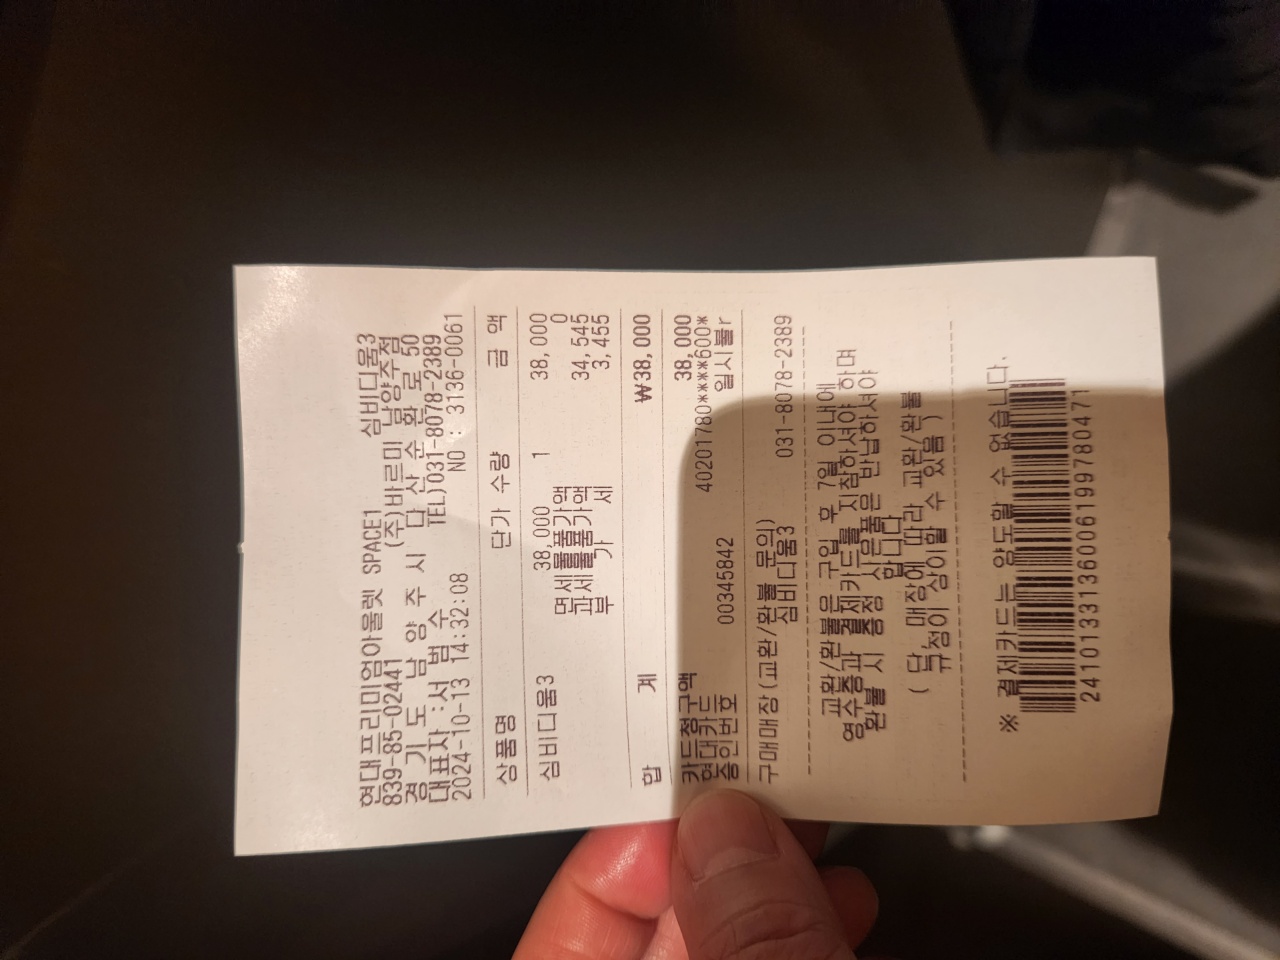 현대프리미엄아울렛 SPACE1 심비디움3
839-85-02441 (주)바르미 남양주점
경 기 도 남 양 주 시 다 산 순 환 로 50
대표자 :서 범 수 TEL)031-8078-2389
2024-10-13 14:32:08 NO : 3136-0061
상품명 단가 수량 금 액
심비디움3 38,000 1 38,000
면세물품가액 0
과세물품가액 34,545
부 가 세 3,455
합 계 ₩38,000
카드청구액 38,000
현대카드 40201780****600*
승인번호 00345842 일시불r
구매매장(교환/환불 문의)
심비디움3 031-8078-2389
교환/환불은 구입 후 7일 이내에
영수증과 결제카드를 지참하셔야 하며
환불 시 증정 사은품은 반납하셔야
합니다
( 단, 매장에 따라 교환/환불
규정이 상이할 수 있음 )
※ 결제카드는 양도할 수 없습니다.
241013313600619978047​1